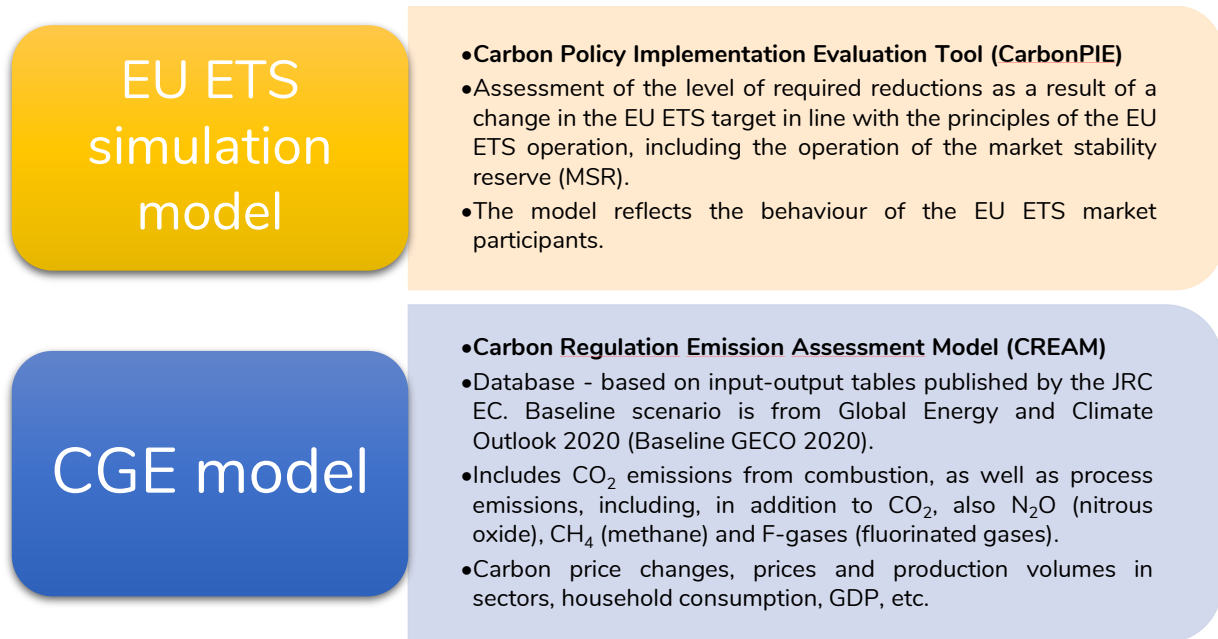 EU ETS
simulation
model
•Carbon Policy Implementation Evaluation Tool (CarbonPIE)
•Assessment of the level of required reductions as a result of a
change in the EU ETS target in line with the principles of the EU
ETS operation, including the operation of the market stability
reserve (MSR).
•The model reflects the behaviour of the EU ETS market
participants.
CGE model
•Carbon Regulation Emission Assessment Model (CREAM)
•Database - based on input-output tables published by the JRC
EC. Baseline scenario is from Global Energy and Climate
Outlook 2020 (Baseline GECO 2020).
•Includes CO₂ emissions from combustion, as well as process
emissions, including, in addition to CO₂, also N₂O (nitrous
oxide), CH₄ (methane) and F-gases (fluorinated gases).
•Carbon price changes, prices and production volumes in
sectors, household consumption, GDP, etc.